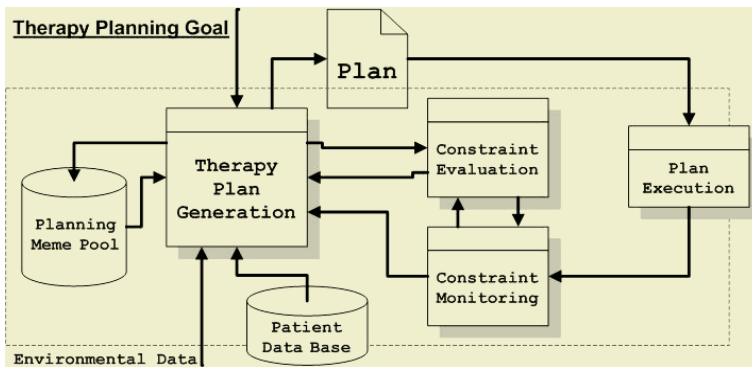 Therapy Planning Goal
Plan
Therapy
Plan
Generation
Constraint
Evaluation
Plan
Execution
Planning
Meme Pool
Constraint
Monitoring
Patient
Data Base
Environmental Data